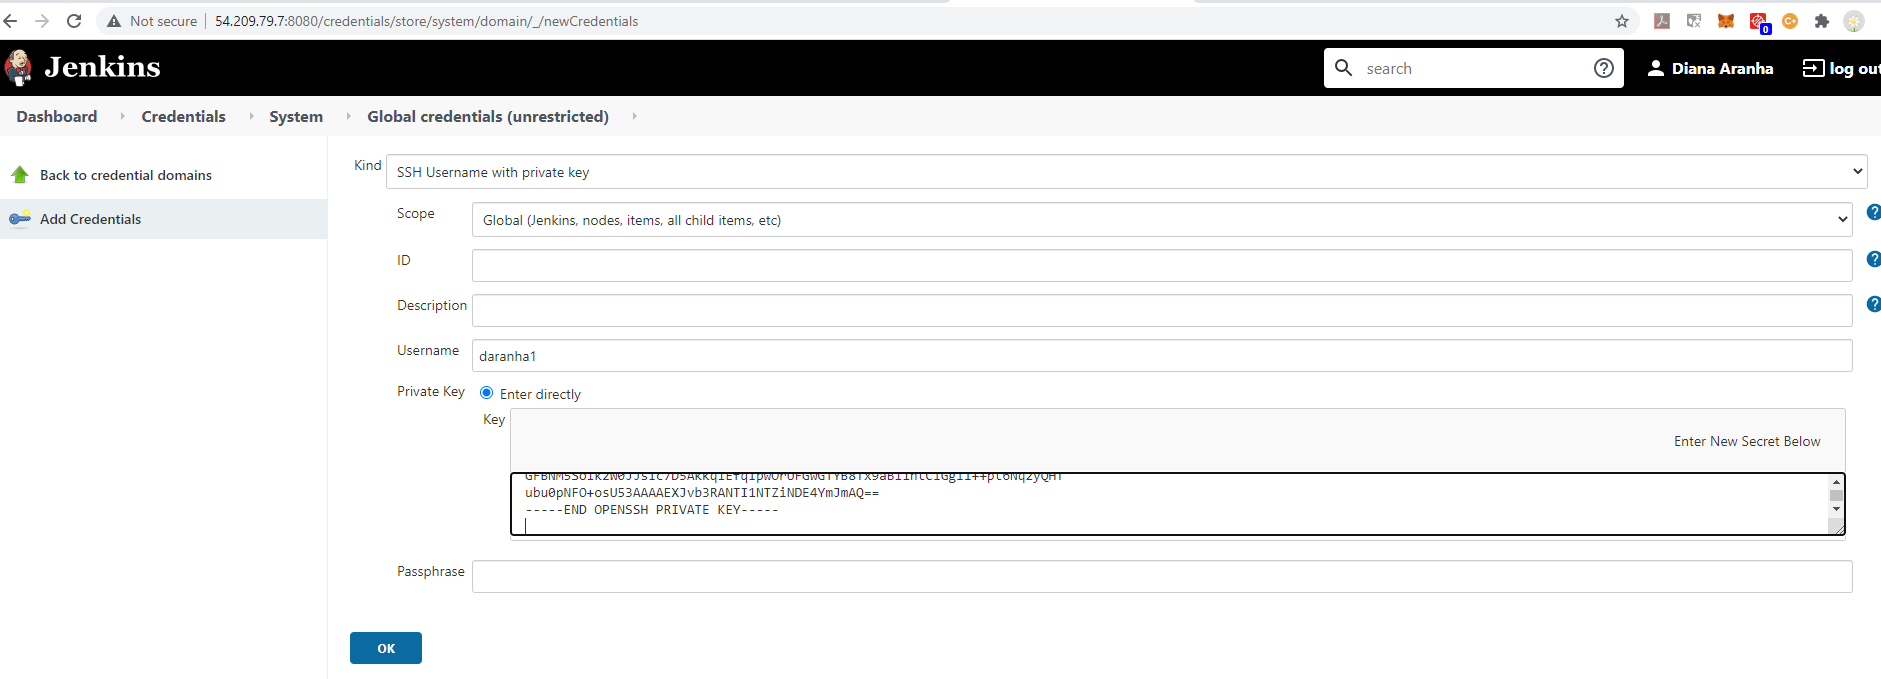 Not secure | 54.209.79.7:8080/credentials/store/system/domain/_/newCredentials
0
C+
Jenkins
search
?
Diana Aranha
log out
Dashboard
Credentials
System
Global credentials (unrestricted)
Back to credential domains
Add Credentials
Kind
SSH Username with private key
Scope
Global (Jenkins, nodes, items, all child items, etc)
?
ID
?
Description
?
Username
daranha1
Private Key
Enter directly
Key
Enter New Secret Below
ubu0pNFO+osU53AAAAEXJvb3RANTI1NTZiNDE4YmJmAQ==
-----END OPENSSH PRIVATE KEY-----
Passphrase
OK